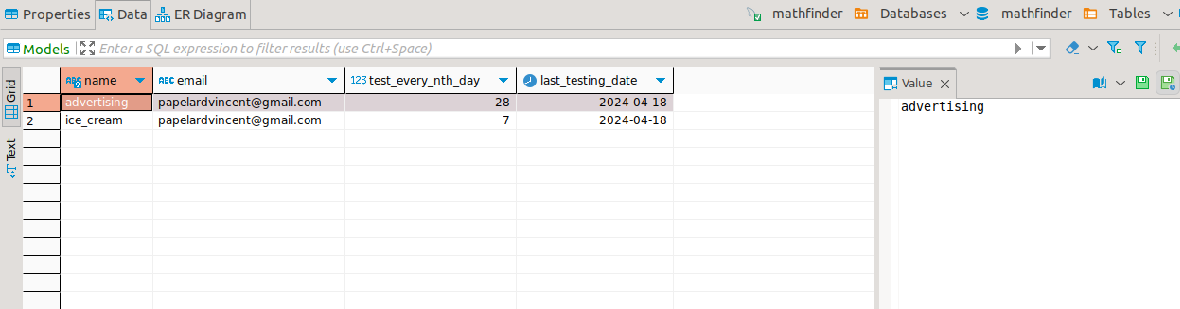 Properties Data ER Diagram mathfinder Databases mathfinder Tables
Models Enter a SQL expression to filter results (use Ctrl+Space)
Grid
Text
name email 123 test_every_nth_day last_testing_date
1 advertising papelardvincent@gmail.com 28 2024-04-18
2 ice_cream papelardvincent@gmail.com 7 2024-04-18
Value
advertising